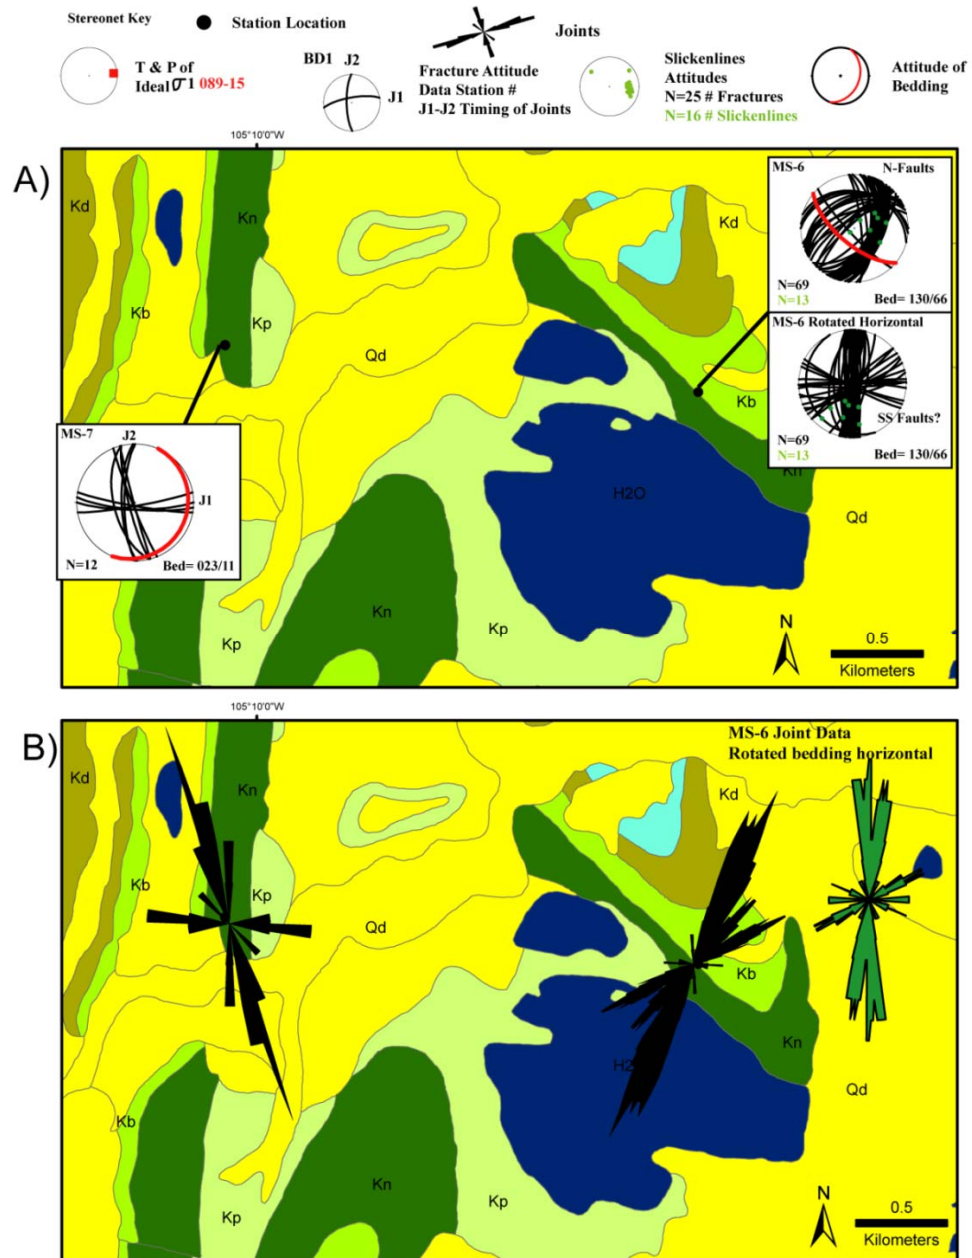 Stereonet Key
Station Location
Joints
T & P of
Ideal σ1 089-15
BD1 J2
J1
Fracture Attitude
Data Station #
J1-J2 Timing of Joints
Slickenlines
Attitudes
N=25 # Fractures
N=16 # Slickenlines
Attitude of
Bedding
A)
105°10'0"W
Kd
Kn
Kb
Kp
Qd
Kd
Kb
Kn
H2O
Qd
Kn
Kp
Kp
MS-6 N-Faults
N=69
N=13 Bed= 130/66
MS-6 Rotated Horizontal
SS Faults?
N=69
N=13 Bed= 130/66
MS-7 J2
J1
N=12 Bed= 023/11
N
0.5
Kilometers
B)
105°10'0"W
MS-6 Joint Data
Rotated bedding horizontal
Kd
Kn
Kd
Kb
Kp
Qd
Kb
Kn
H2
Qd
Kb
Kn
Kp
Kp
N
0.5
Kilometers